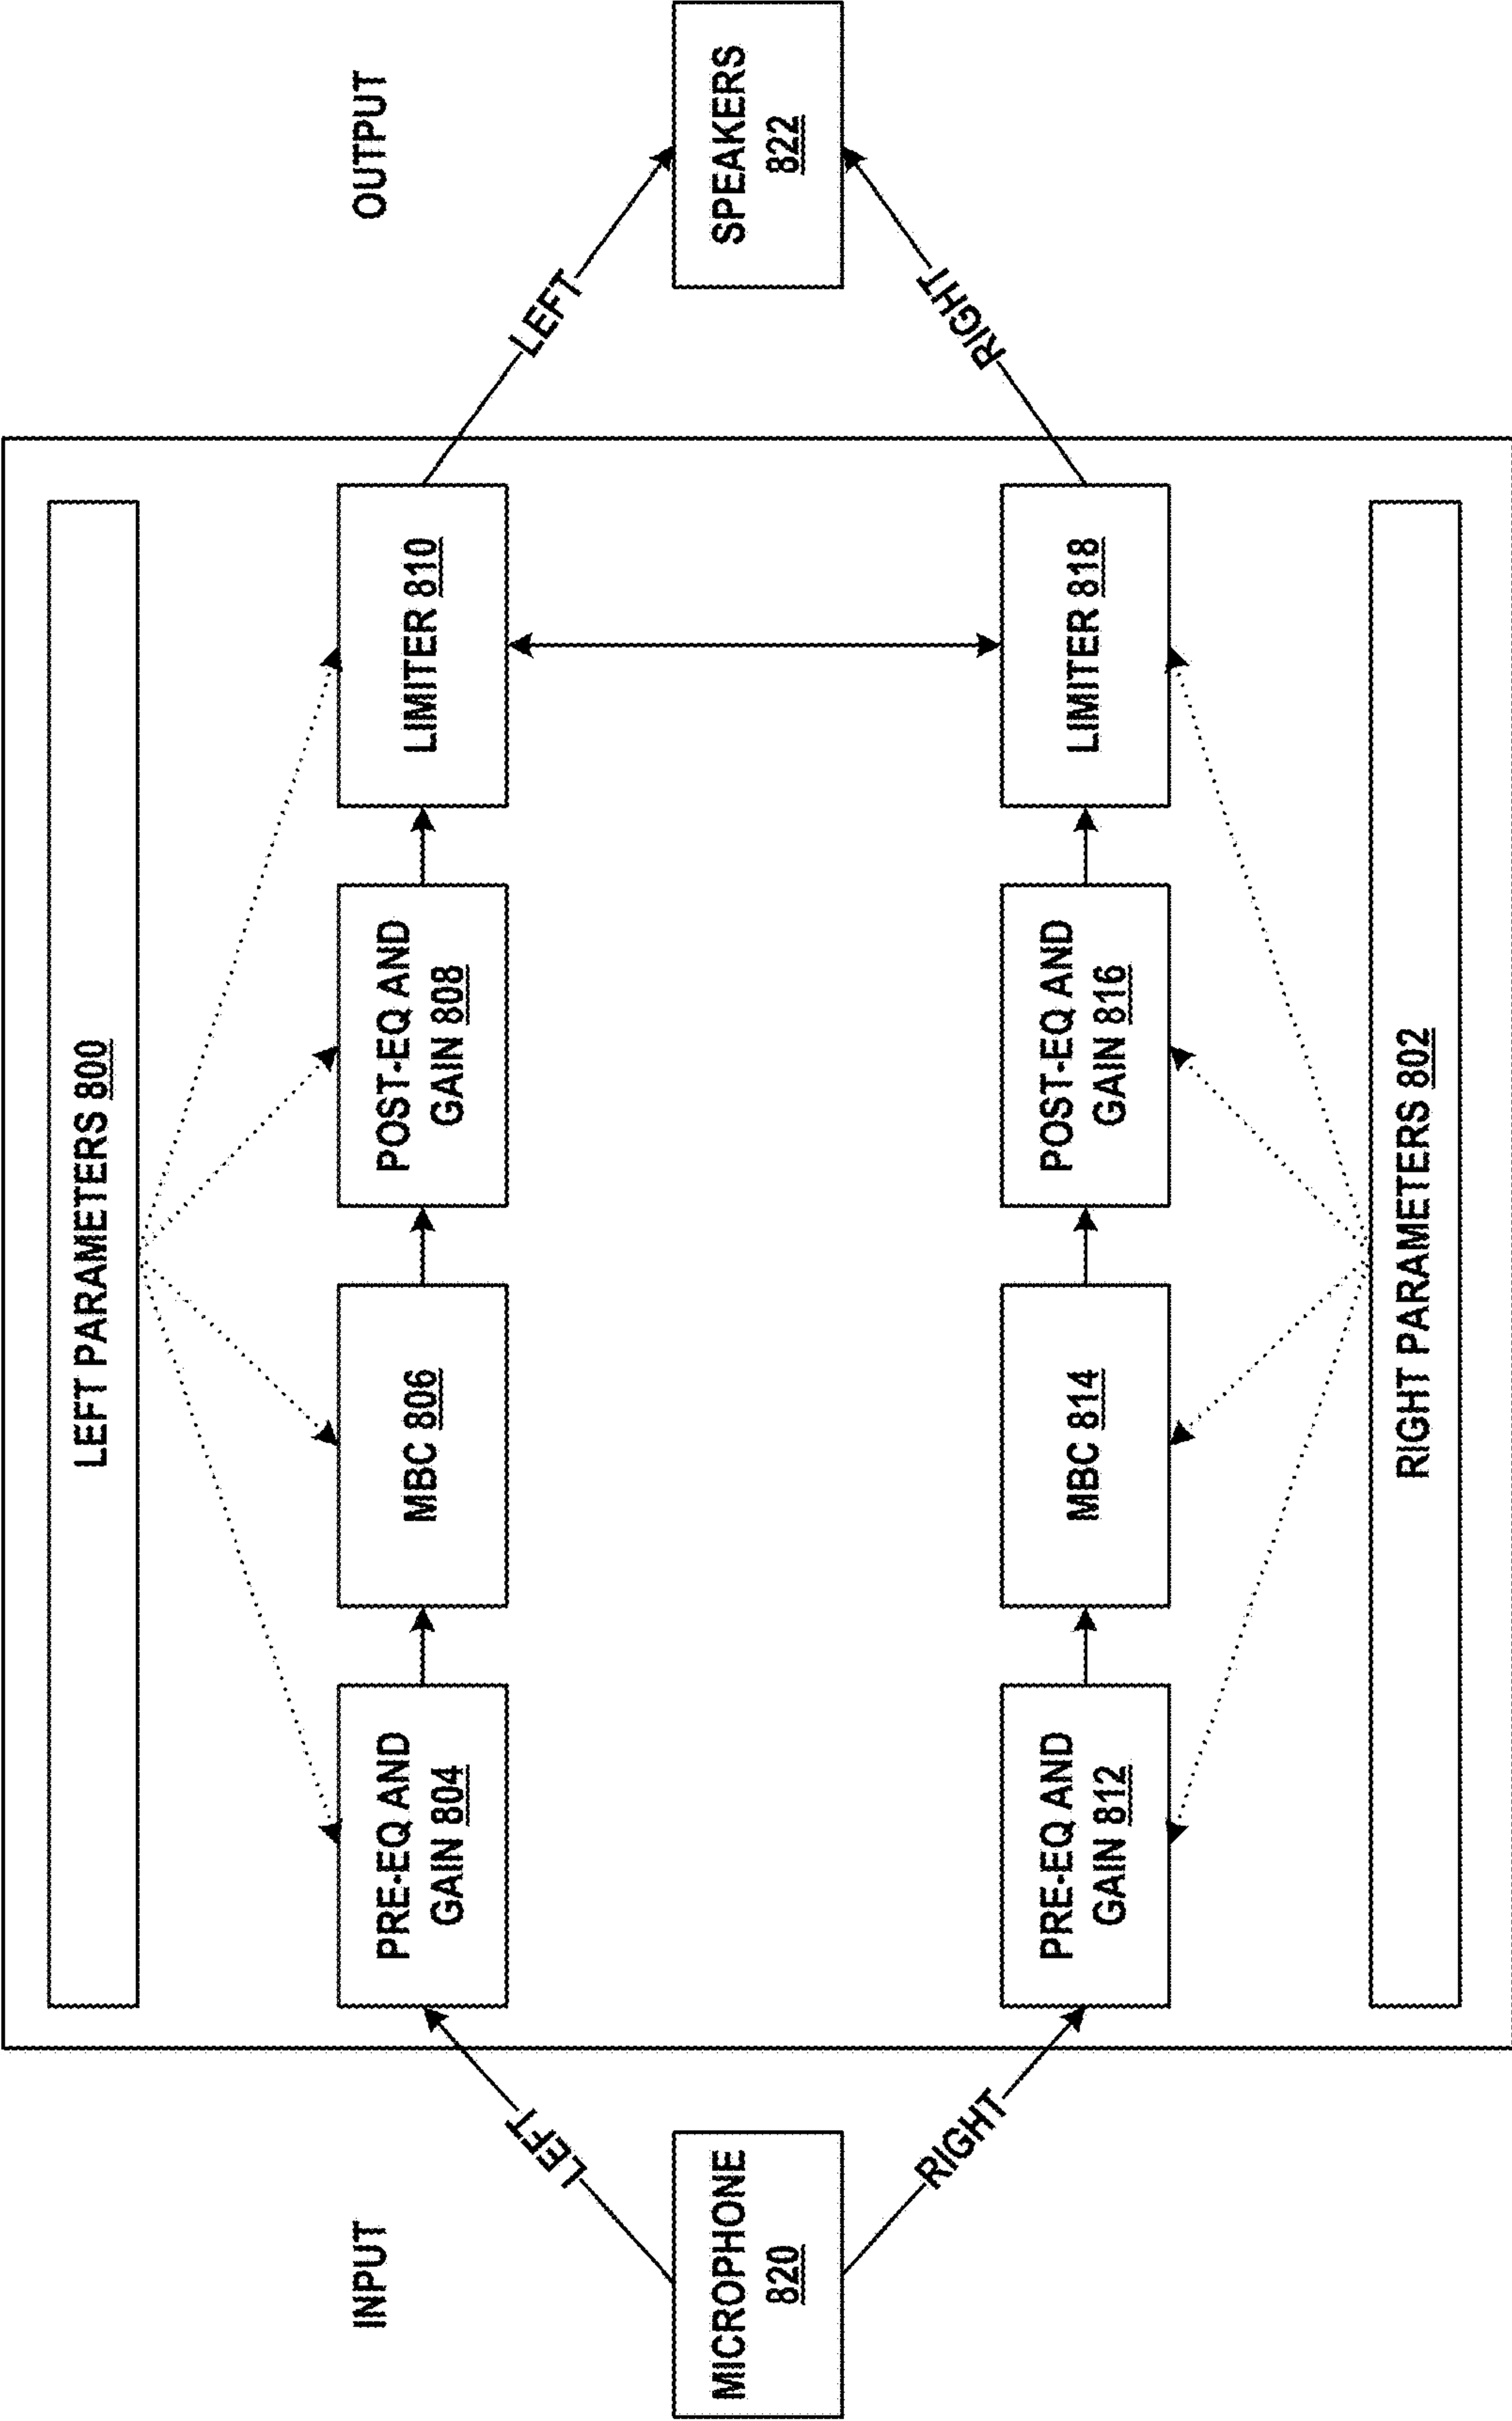 INPUT
OUTPUT
LEFT PARAMETERS 800
LEFT
PRE-EQ AND
GAIN 804
MBC 806
POST-EQ AND
GAIN 808
LIMITER 810
LEFT
MICROPHONE
820
SPEAKERS
822
RIGHT
PRE-EQ AND
GAIN 812
MBC 814
POST-EQ AND
GAIN 816
LIMITER 818
RIGHT
RIGHT PARAMETERS 802